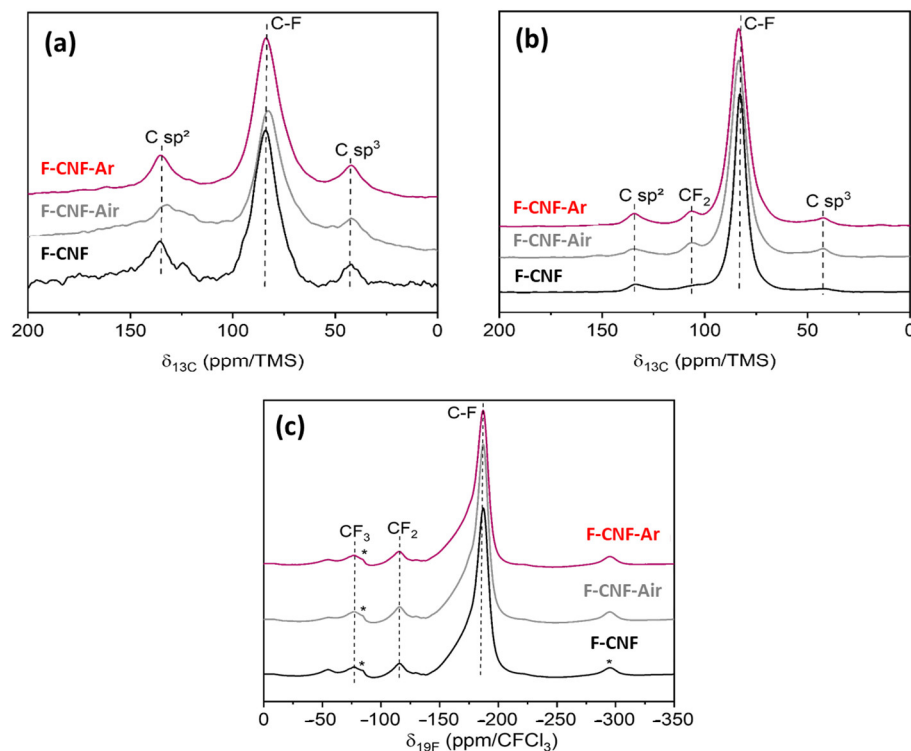 (a)
C-F
C sp²
C sp³
F-CNF-Ar
F-CNF-Air
F-CNF
200 150 100 50 0
δ13C (ppm/TMS)
(b)
C-F
C sp² CF2 C sp³
F-CNF-Ar
F-CNF-Air
F-CNF
200 150 100 50 0
δ13C (ppm/TMS)
(c)
C-F
CF3 CF2
*
F-CNF-Ar
*
F-CNF-Air
*
F-CNF
*
0 −50 −100 −150 −200 −250 −300 −350
δ19F (ppm/CFCl3)